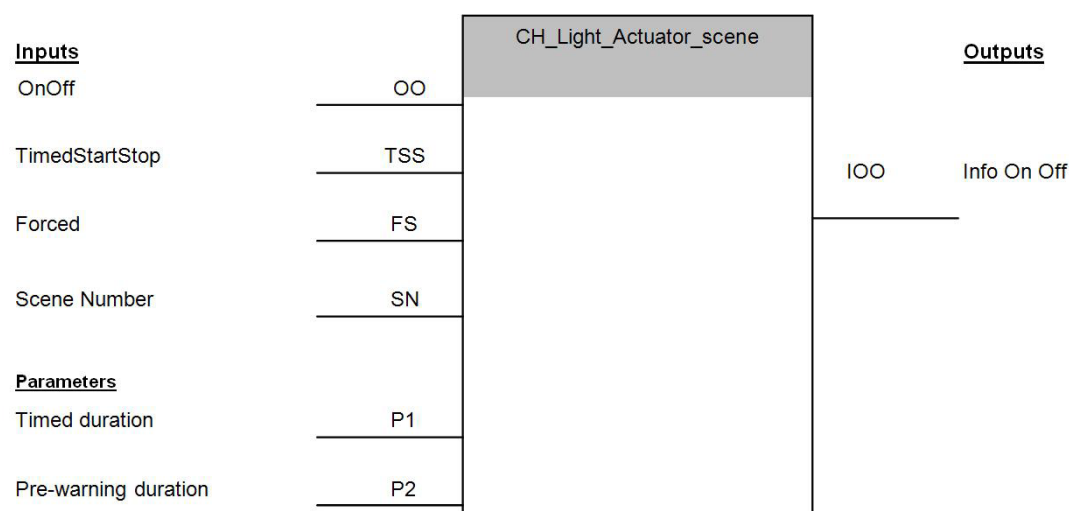 CH_Light_Actuator_scene
Inputs
Outputs
OnOff OO
TimedStartStop TSS
IOO Info On Off
Forced FS
Scene Number SN
Parameters
Timed duration P1
Pre-warning duration P2